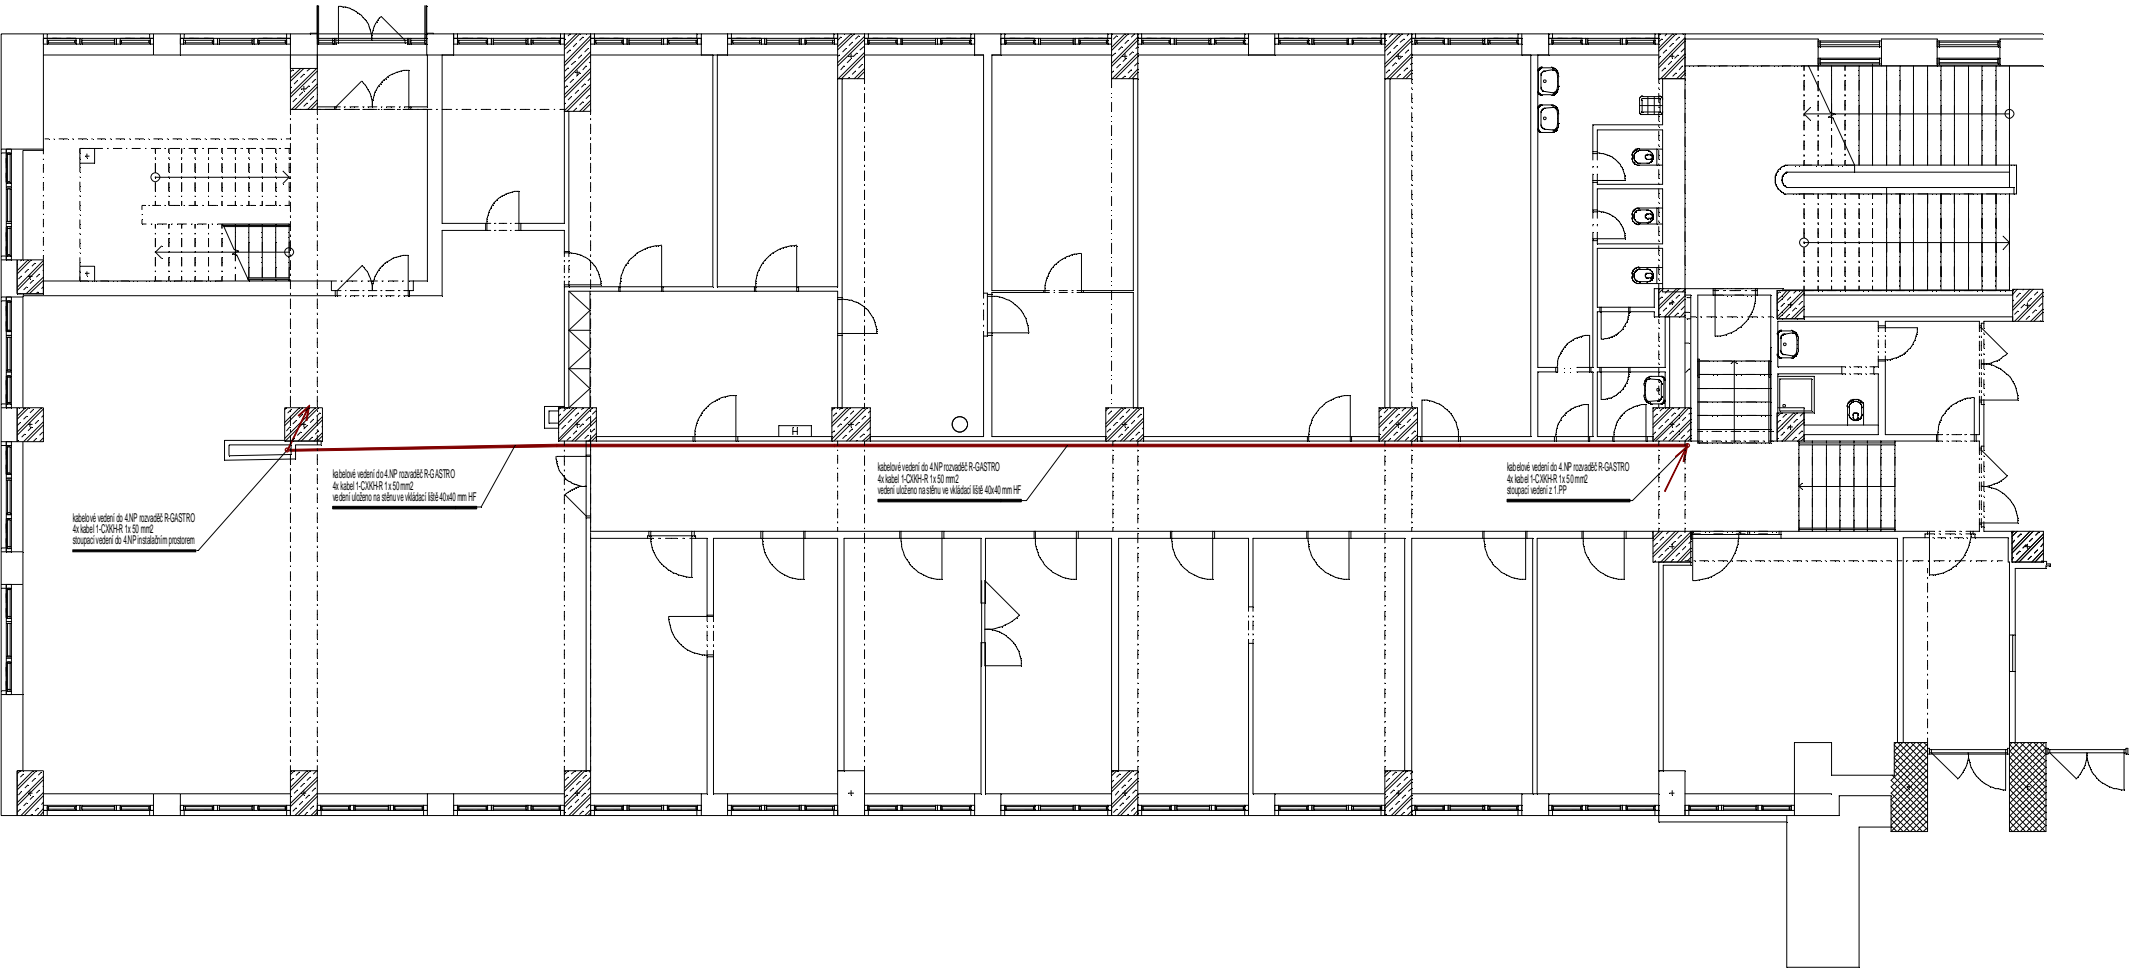 H
kabelové vedení do 4.NP rozvaděč R-GASTRO
4x kabel 1-CXKH-R 1x 50 mm2
vedení uloženo na stěnu ve vkládací liště 40x40 mm HF
kabelové vedení do 4.NP rozvaděč R-GASTRO
4x kabel 1-CXKH-R 1x 50 mm2
vedení uloženo na stěnu ve vkládací liště 40x40 mm HF
kabelové vedení do 4.NP rozvaděč R-GASTRO
4x kabel 1-CXKH-R 1x 50 mm2
stoupací vedení z 1.PP
kabelové vedení do 4.NP rozvaděč R-GASTRO
4x kabel 1-CXKH-R 1x 50 mm2
stoupací vedení do 4.NP instalačním prostorem